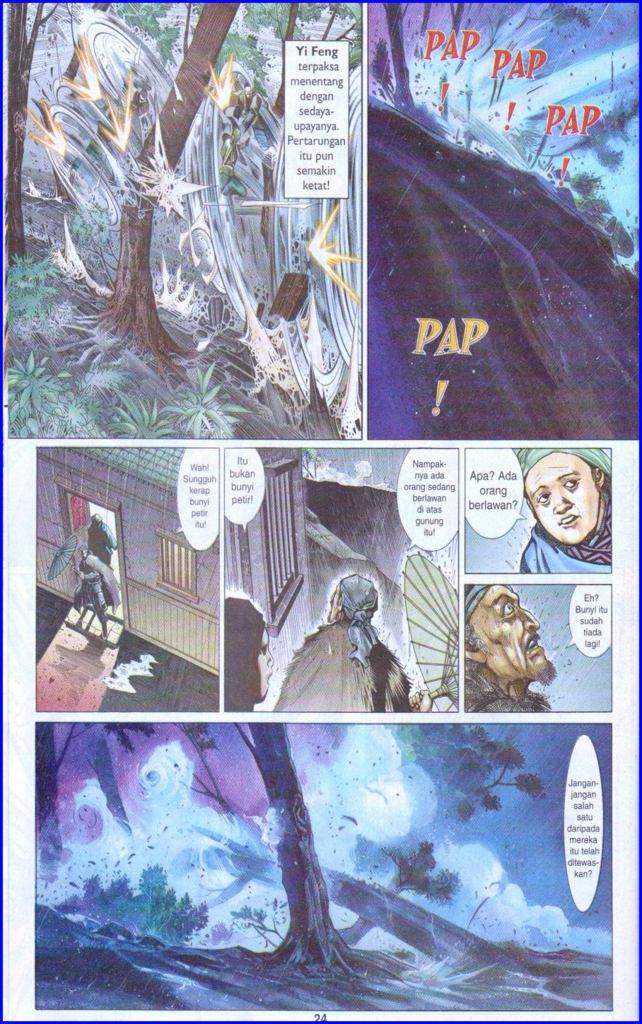 Yi Feng
terpaksa
menentang
dengan
sedaya-
upayanya.
Pertarungan
itu pun
semakin
ketat!
PAP
!
PAP
!
PAP
!
PAP
!
Wah!
Sungguh
kerap
bunyi
petir
itu!
Itu
bukan
bunyi
petir!
Nampak-
nya ada
orang sedang
berlawan
di atas
gunung
itu!
Apa? Ada
orang
berlawan?
Eh?
Bunyi itu
sudah
tiada
lagi!
Jangan-
jangan
salah
satu
daripada
mereka
itu telah
ditewas-
kan?
24